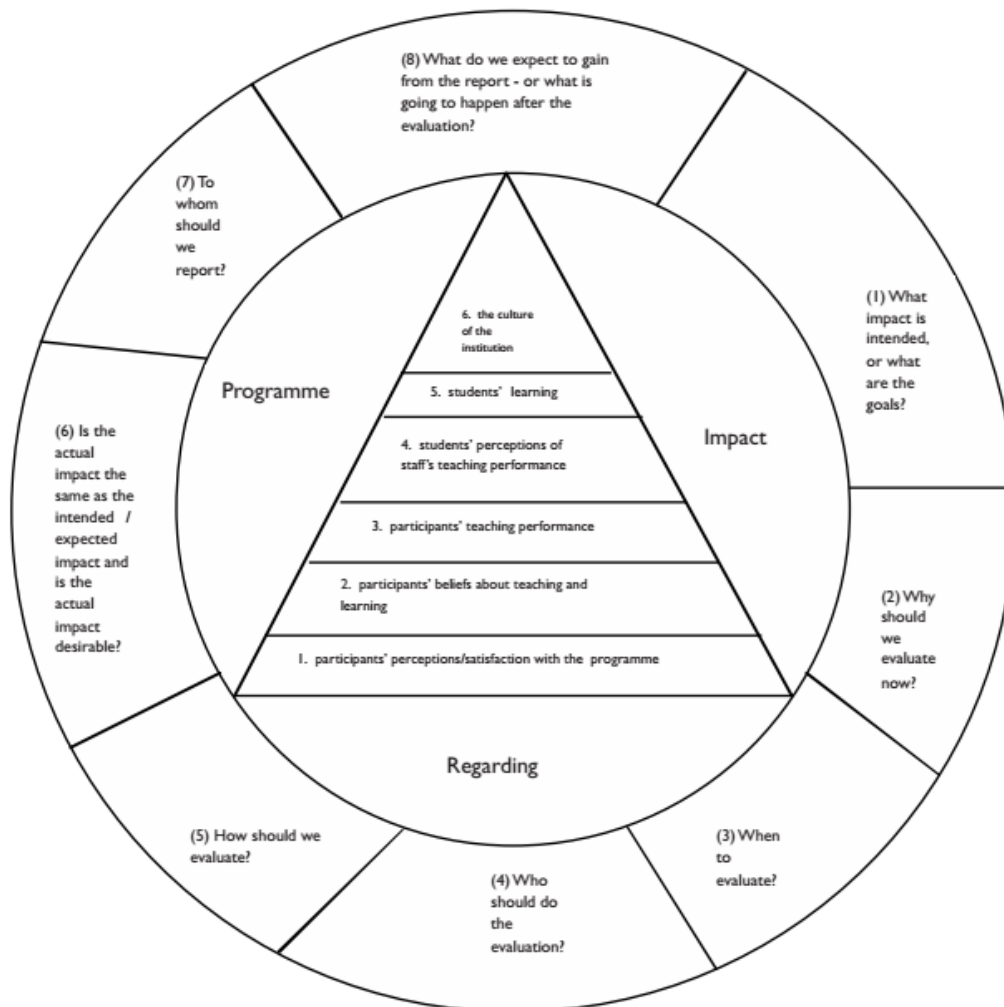 (8) What do we expect to gain
from the report - or what is
going to happen after the
evaluation?
(7) To
whom
should
we
report?
(1) What
impact is
intended,
or what
are the
goals?
6. the culture
of the
institution
Programme
5. students' learning
4. students' perceptions of
staff's teaching performance
Impact
(6) Is the
actual
impact the
same as the
intended /
expected
impact and
is the
actual
impact
desirable?
3. participants' teaching performance
2. participants' beliefs about teaching and
learning
(2) Why
should
we
evaluate
now?
1. participants' perceptions/satisfaction with the programme
Regarding
(5) How should we
evaluate?
(3) When
to
evaluate?
(4) Who
should do
the
evaluation?